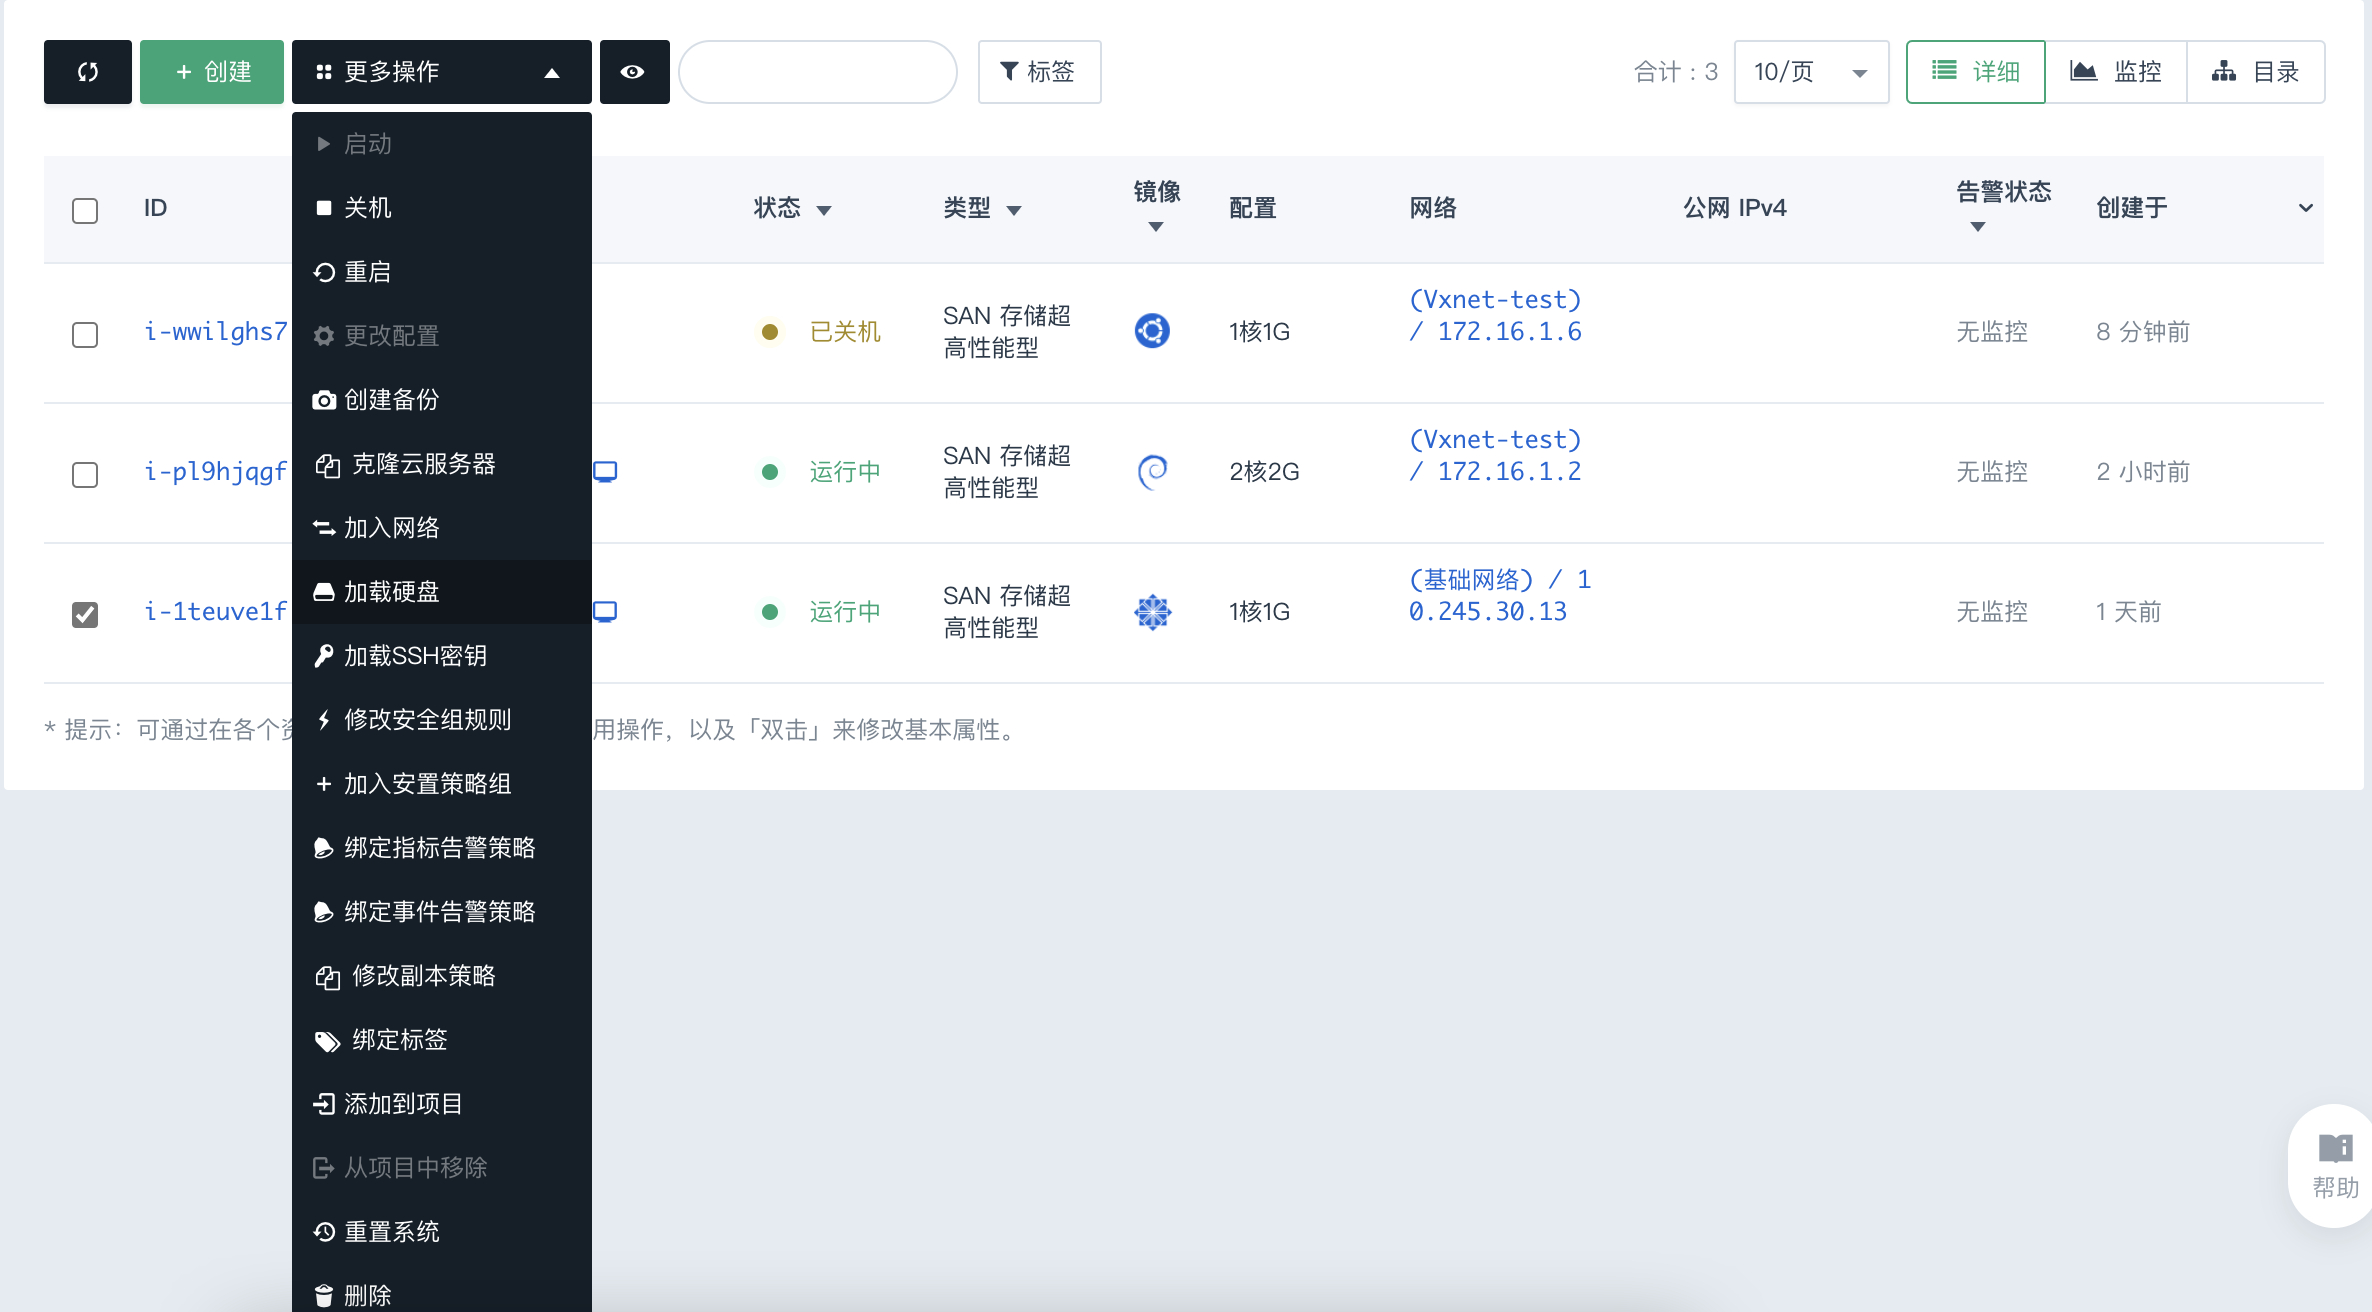 + 创建
更多操作
标签
合计 : 3
10/页
详细
监控
目录
ID
状态
类型
镜像
配置
网络
公网 IPv4
告警状态
创建于
i-wwilghs7
已关机
SAN 存储超
高性能型
1核1G
(Vxnet-test)
/ 172.16.1.6
无监控
8 分钟前
i-pl9hjqgf
运行中
SAN 存储超
高性能型
2核2G
(Vxnet-test)
/ 172.16.1.2
无监控
2 小时前
i-1teuve1f
运行中
SAN 存储超
高性能型
1核1G
(基础网络) / 1
0.245.30.13
无监控
1 天前
* 提示：可通过在各个
用操作，以及「双击」来修改基本属性。
启动
关机
重启
更改配置
创建备份
克隆云服务器
加入网络
加载硬盘
加载SSH密钥
修改安全组规则
加入安置策略组
绑定指标告警策略
绑定事件告警策略
修改副本策略
绑定标签
添加到项目
从项目中移除
重置系统
删除
帮助